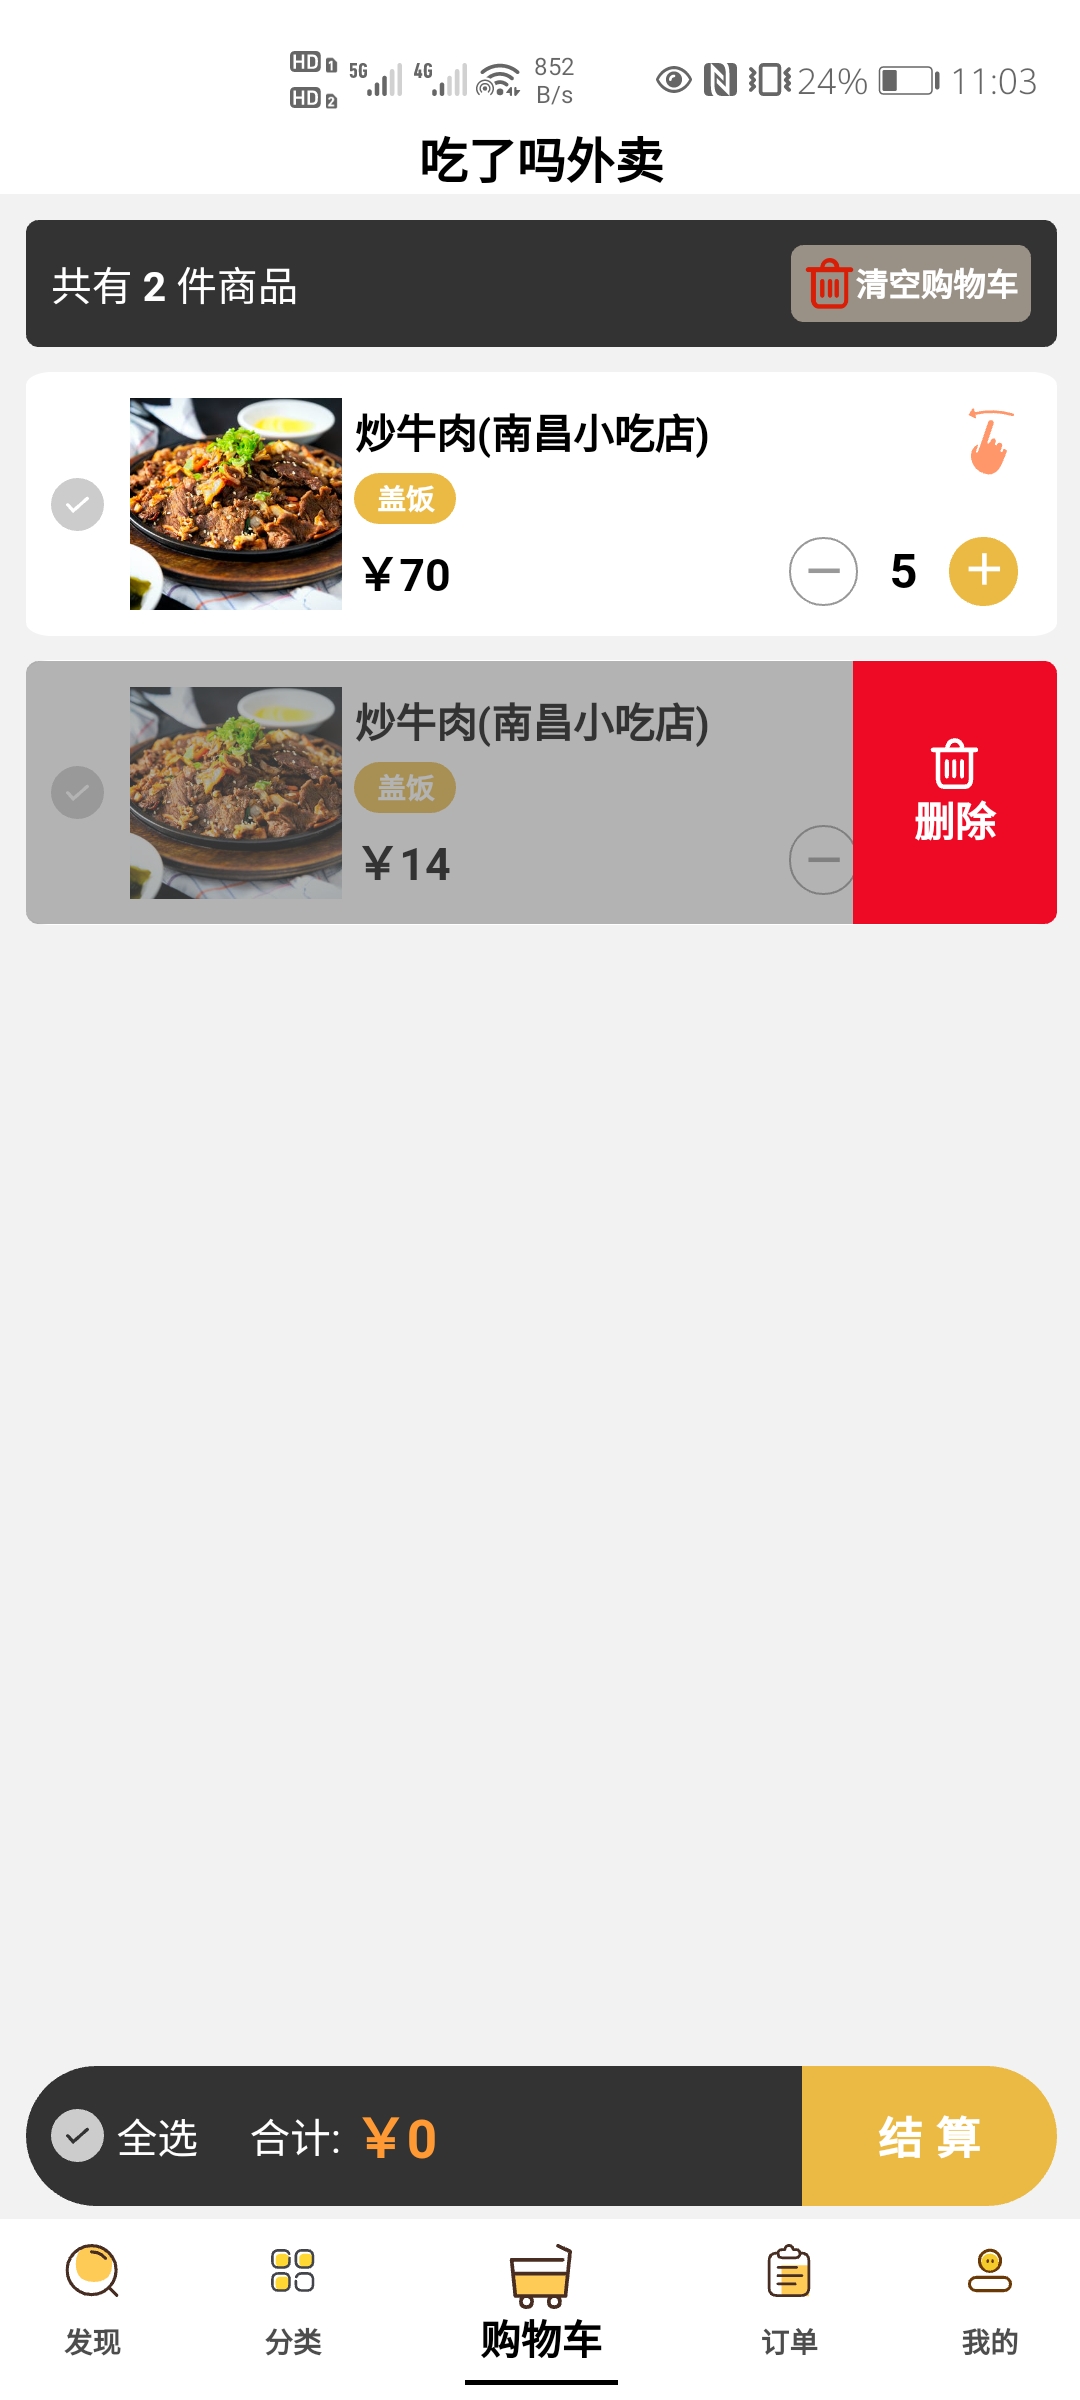 HD 1 HD 2 5G 4G 852 B/s 24% 11:03
吃了吗外卖
共有 2 件商品
清空购物车
炒牛肉(南昌小吃店)
盖饭
￥70
5
炒牛肉(南昌小吃店)
盖饭
￥14
删除
全选 合计: ￥0
结 算
发现 分类 购物车 订单 我的